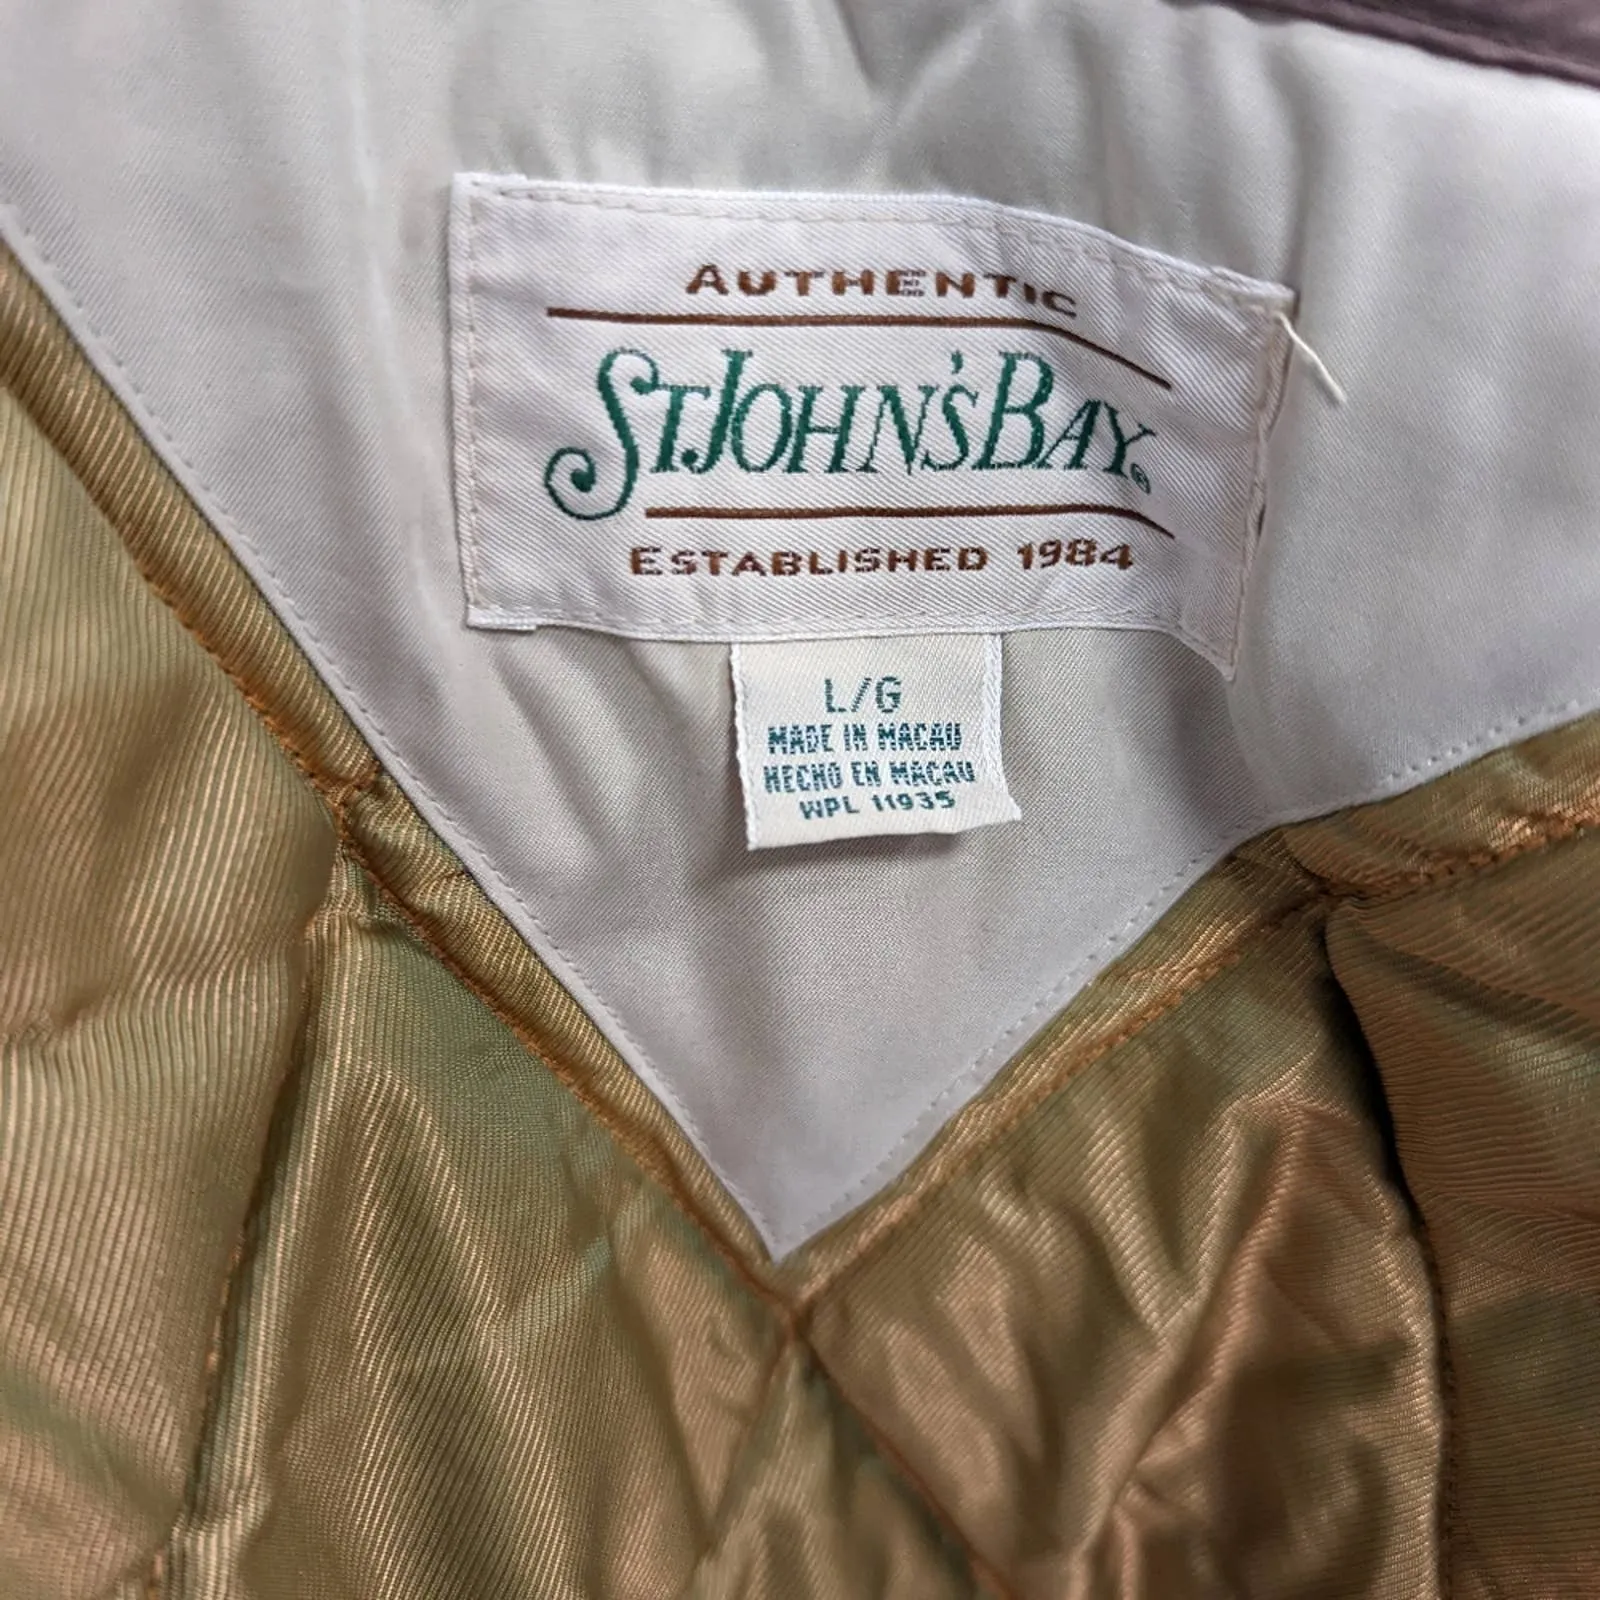 AUTHENTIC
ST JOHN'S BAY®
ESTABLISHED 1984
L/G
MADE IN MACAU
HECHO EN MACAU
WPL 11935